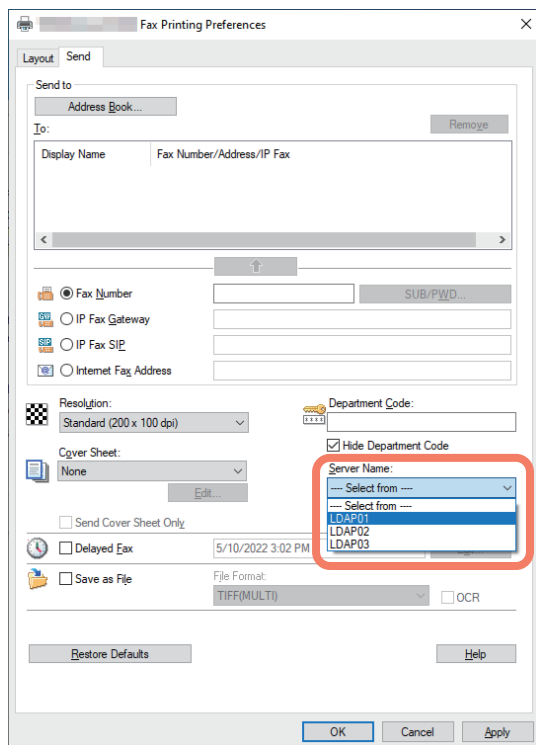 Fax Printing Preferences
Layout
Send
Send to
Address Book...
To:
Remove
Display Name
Fax Number/Address/IP Fax
Fax Number
SUB/PWD...
IP Fax Gateway
IP Fax SIP
Internet Fax Address
Resolution:
Standard (200 x 100 dpi)
Department Code:
Hide Department Code
Cover Sheet:
None
Edit...
Send Cover Sheet Only
Server Name:
---- Select from ----
---- Select from ----
LDAP01
LDAP02
LDAP03
Delayed Fax
5/10/2022 3:02 PM
Save as File
File Format:
TIFF(MULTI)
OCR
Restore Defaults
Help
OK
Cancel
Apply